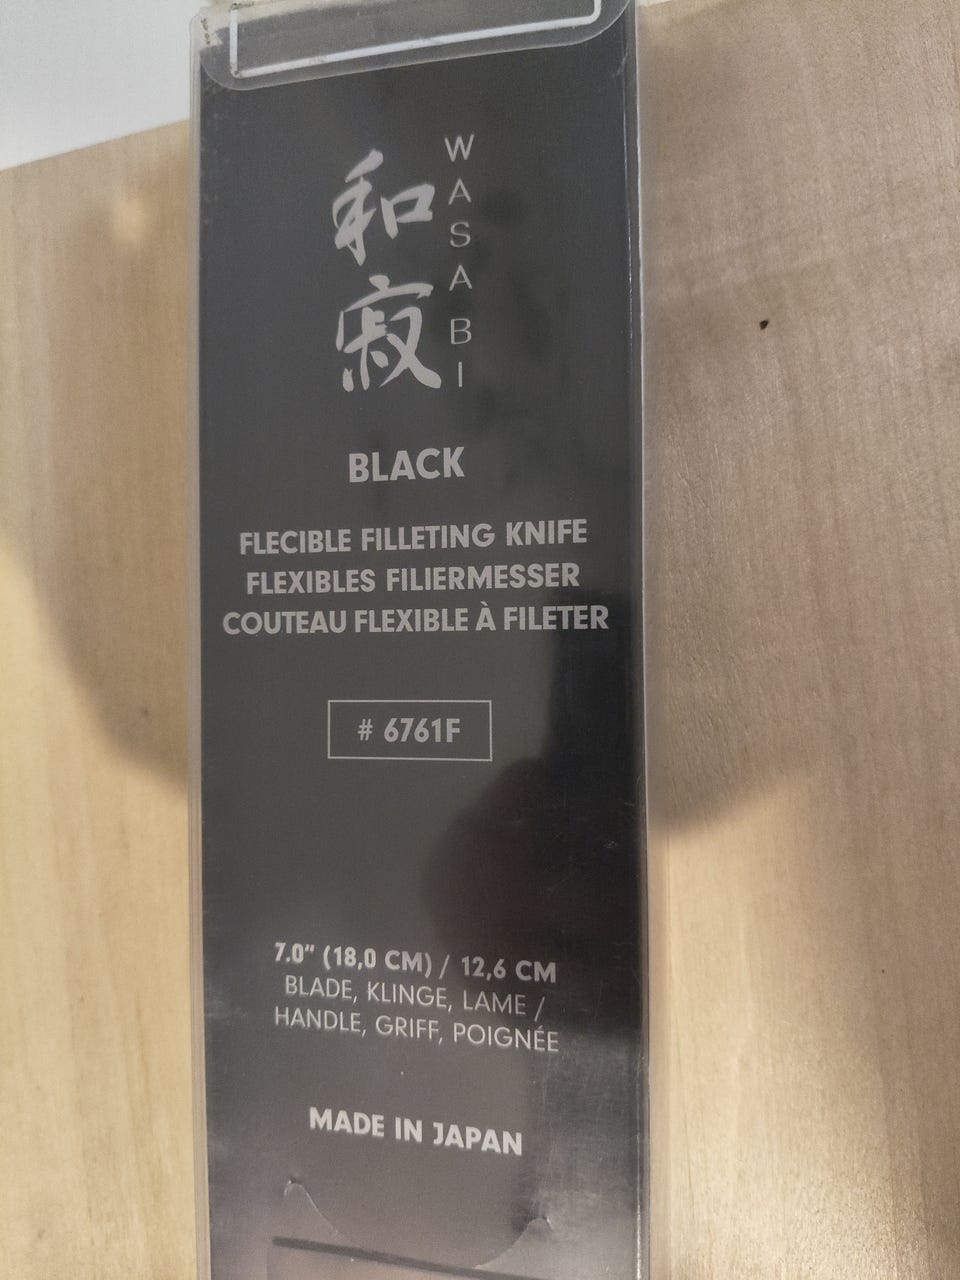 和寂
WASABI
BLACK
FLECIBLE FILLETING KNIFE
FLEXIBLES FILIERMESSER
COUTEAU FLEXIBLE À FILETER
# 6761F
7.0“ (18,0 CM) / 12,6 CM
BLADE, KLINGE, LAME /
HANDLE, GRIFF, POIGNÉE
MADE IN JAPAN